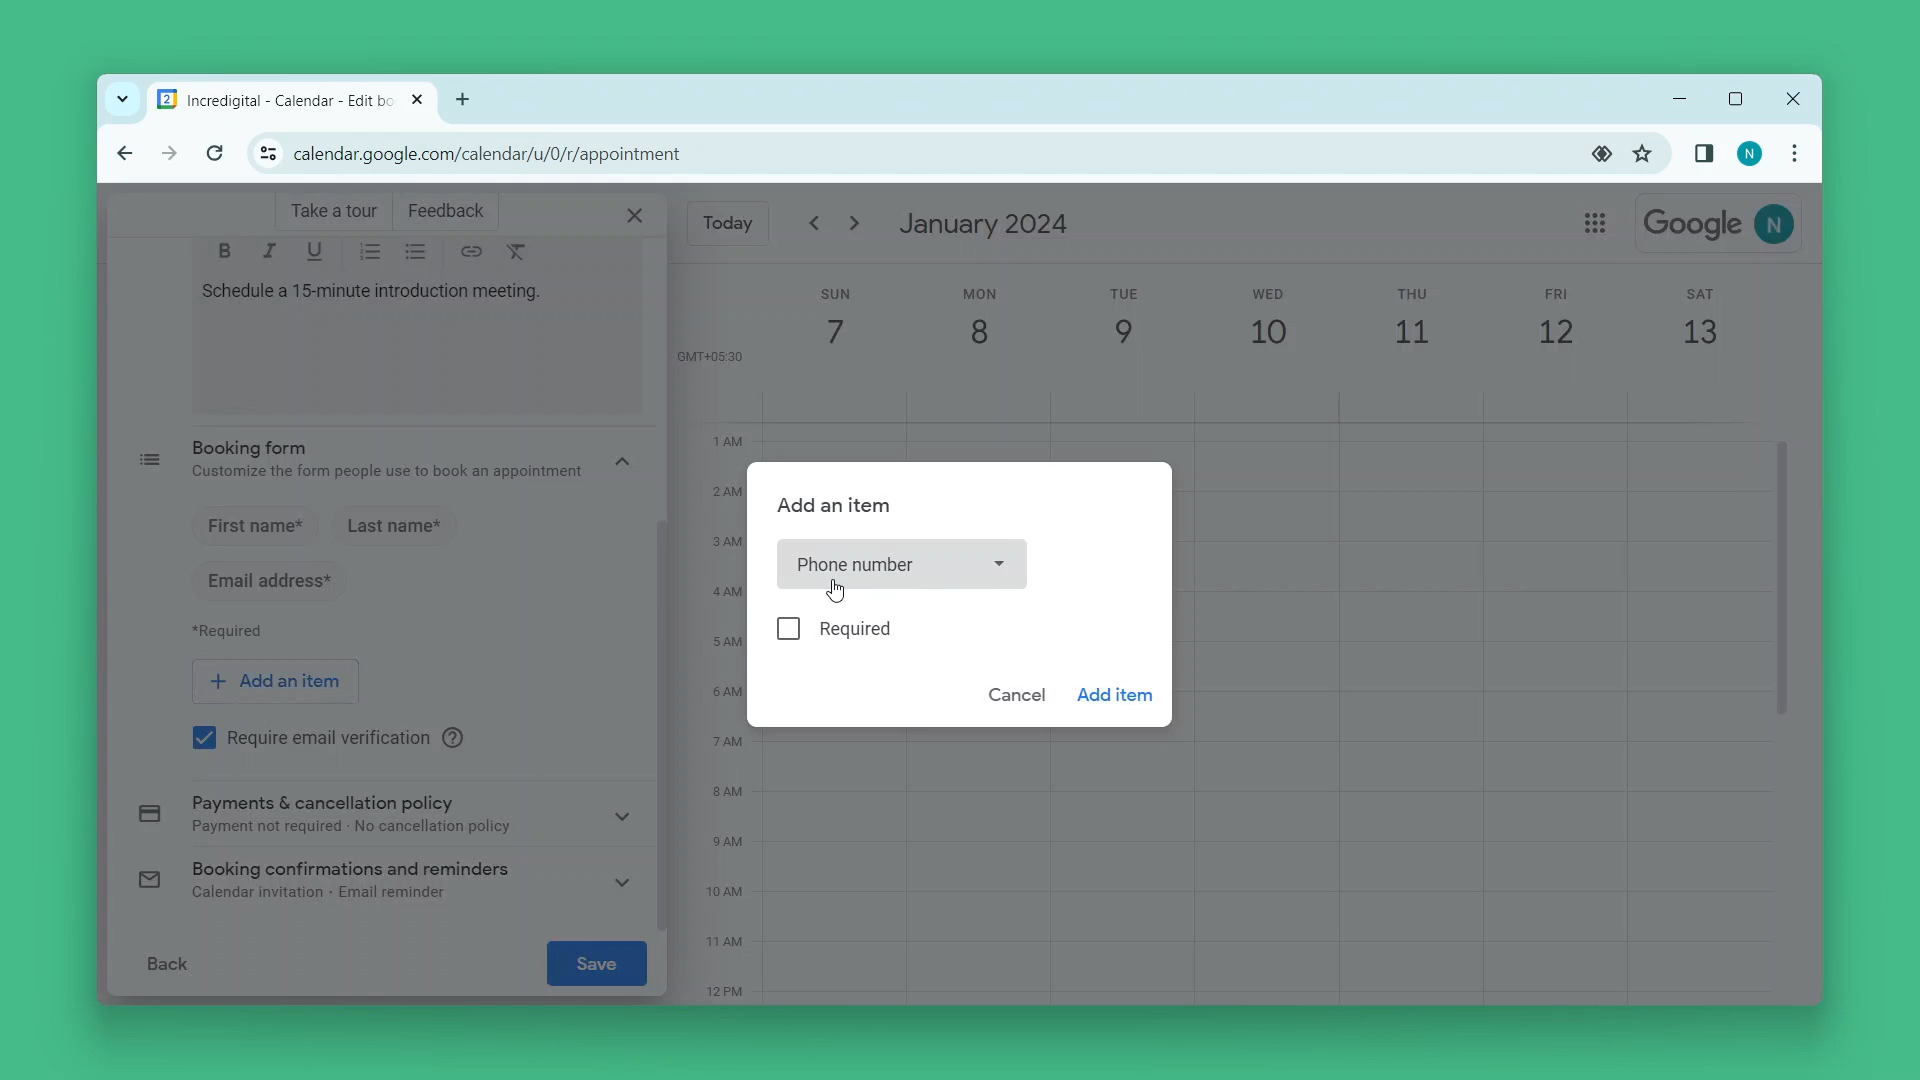 2
Incredigital - Calendar - Edit bo
calendar.google.com/calendar/u/0/r/appointment
N
Take a tour
Feedback
B I U
Schedule a 15-minute introduction meeting.
Booking form
Customize the form people use to book an appointment
First name*
Last name*
Email address*
*Required
+ Add an item
Require email verification ?
Payments & cancellation policy
Payment not required · No cancellation policy
Booking confirmations and reminders
Calendar invitation · Email reminder
Back
Save
Today
January 2024
Google
N
SUN MON TUE WED THU FRI SAT
7 8 9 10 11 12 13
GMT+05:30
1 AM
2 AM
3 AM
4 AM
5 AM
6 AM
7 AM
8 AM
9 AM
10 AM
11 AM
12 PM
Add an item
Phone number
Required
Cancel
Add item